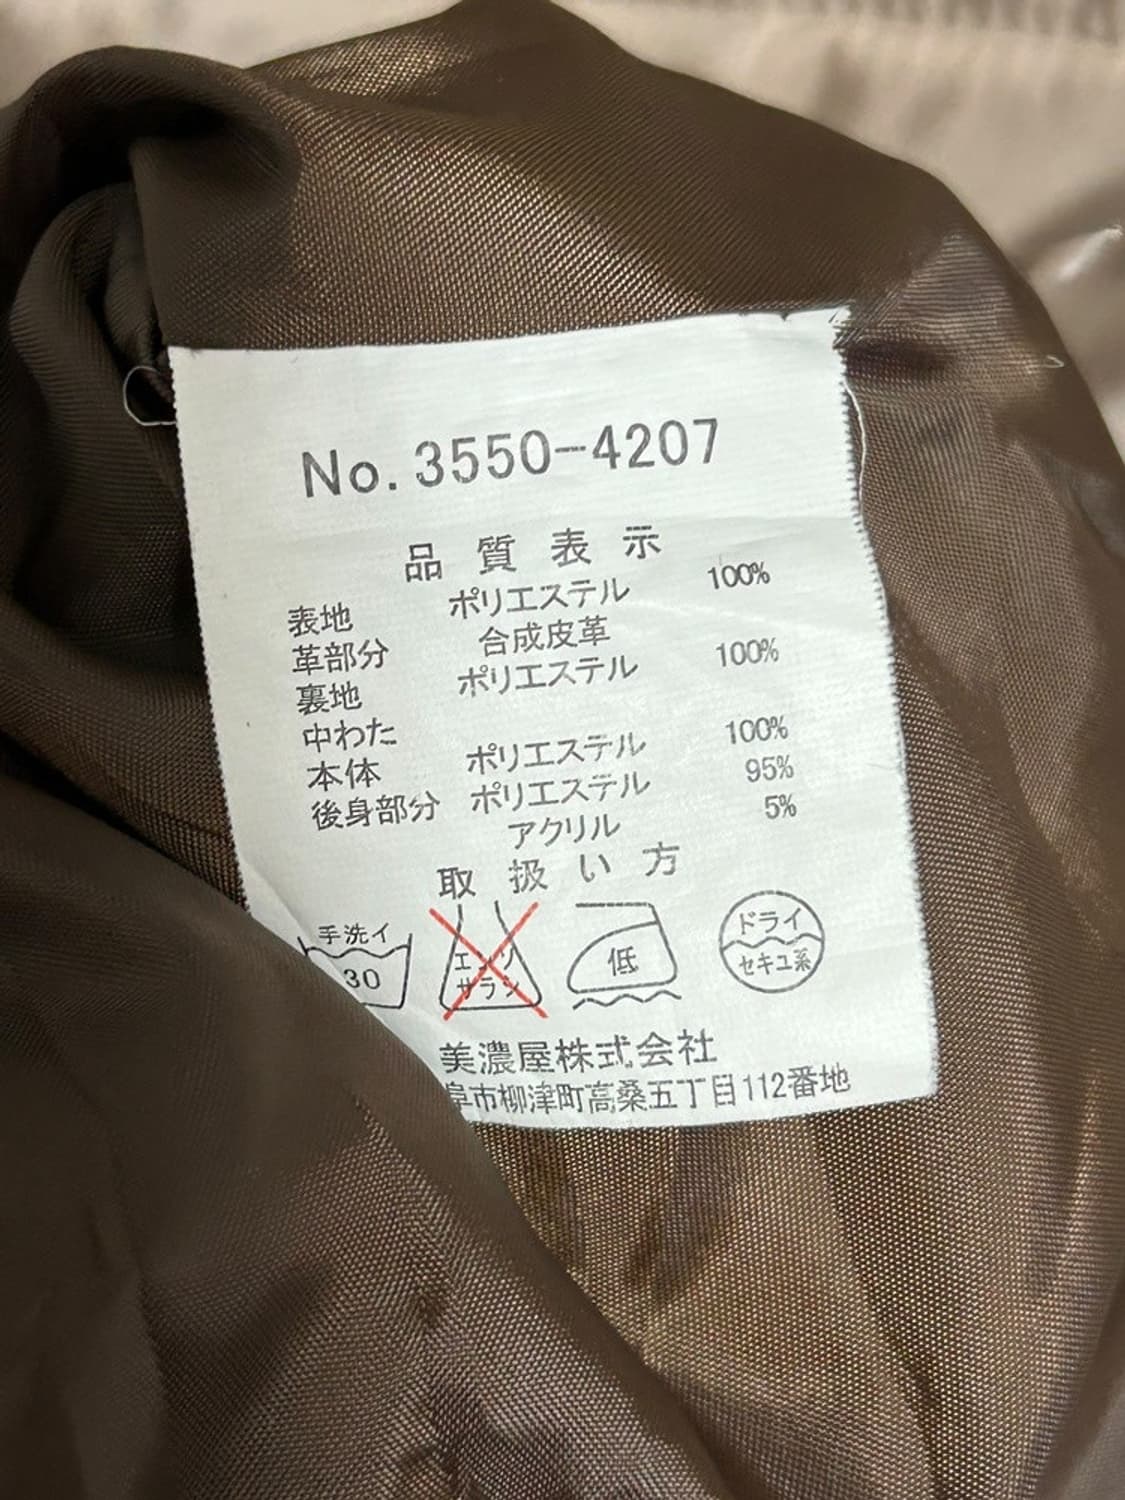 No. 3550-4207
品質表示
表地 ポリエステル 100%
革部分 合成皮革
裏地 ポリエステル 100%
中わた
本体 ポリエステル 100%
後身部分 ポリエステル 95%
アクリル 5%
取扱い方
手洗イ 30
エンソ サラシ
低
ドライ セキユ系
美濃屋株式会社
阜市柳津町高桑五丁目112番地